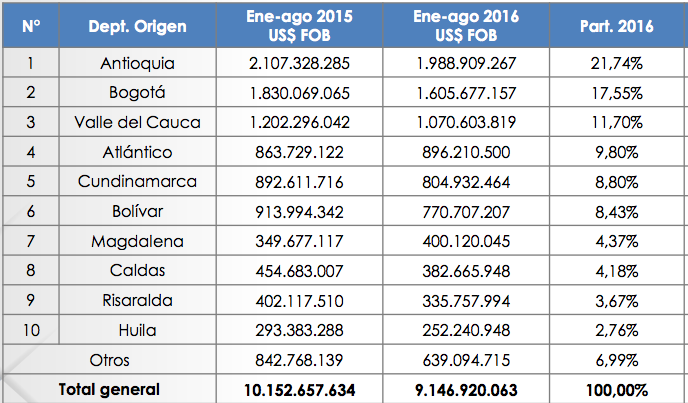 N° Dept. Origen Ene-ago 2015 US$ FOB Ene-ago 2016 US$ FOB Part. 2016
1 Antioquia 2.107.328.285 1.988.909.267 21,74%
2 Bogotá 1.830.069.065 1.605.677.157 17,55%
3 Valle del Cauca 1.202.296.042 1.070.603.819 11,70%
4 Atlántico 863.729.122 896.210.500 9,80%
5 Cundinamarca 892.611.716 804.932.464 8,80%
6 Bolívar 913.994.342 770.707.207 8,43%
7 Magdalena 349.677.117 400.120.045 4,37%
8 Caldas 454.683.007 382.665.948 4,18%
9 Risaralda 402.117.510 335.757.994 3,67%
10 Huila 293.383.288 252.240.948 2,76%
Otros 842.768.139 639.094.715 6,99%
Total general 10.152.657.634 9.146.920.063 100,00%